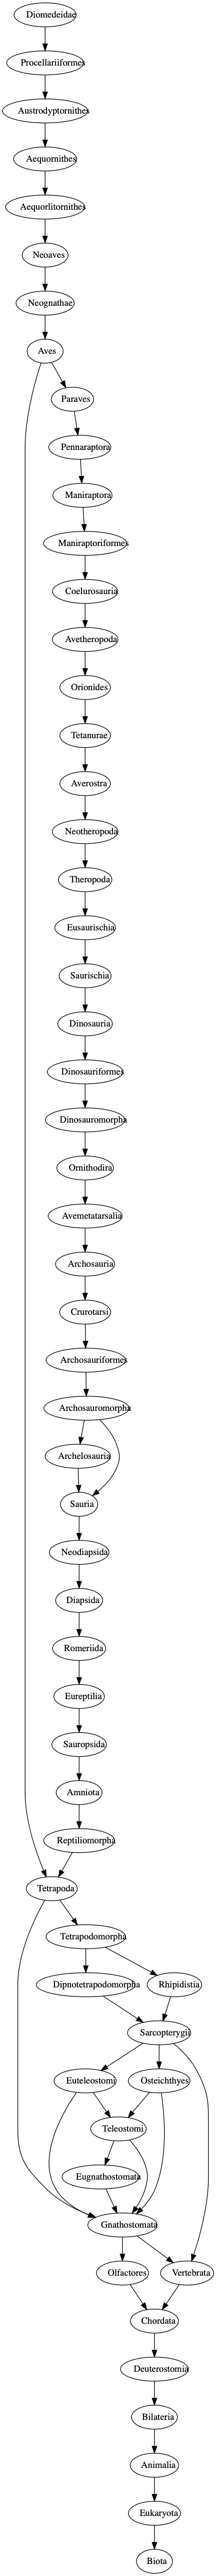 Diomedeidae
Procellariiformes
Austrodyptornithes
Aequornithes
Aequorlitornithes
Neoaves
Neognathae
Aves
Paraves
Pennaraptora
Maniraptora
Maniraptoriformes
Coelurosauria
Avetheropoda
Orionides
Tetanurae
Averostra
Neotheropoda
Theropoda
Eusaurischia
Saurischia
Dinosauria
Dinosauriformes
Dinosauromorpha
Ornithodira
Avemetatarsalia
Archosauria
Crurotarsi
Archosauriformes
Archosauromorpha
Archelosauria
Sauria
Neodiapsida
Diapsida
Romeriida
Eureptilia
Sauropsida
Amniota
Reptiliomorpha
Tetrapoda
Tetrapodomorpha
Dipnotetrapodomorpha Rhipidistia
Sarcopterygii
Euteleostomi Osteichthyes
Teleostomi
Eugnathostomata
Gnathostomata
Olfactores Vertebrata
Chordata
Deuterostomia
Bilateria
Animalia
Eukaryota
Biota